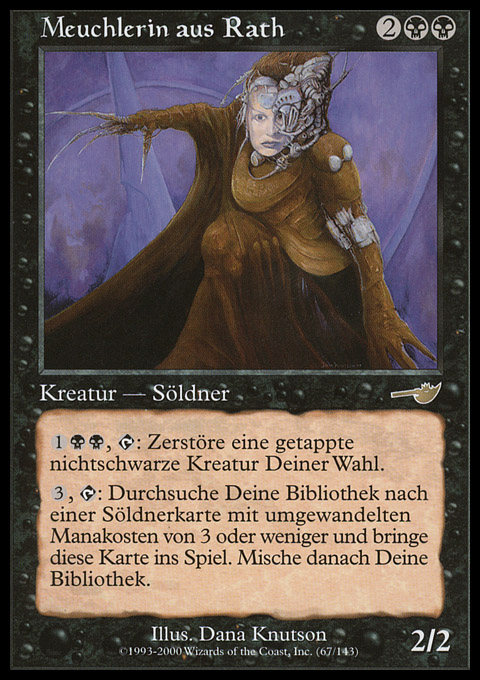 Meuchlerin aus Rath 2
Kreatur — Söldner
1, : Zerstöre eine getappte
nichtschwarze Kreatur Deiner Wahl.
3, : Durchsuche Deine Bibliothek nach
einer Söldnerkarte mit umgewandelten
Manakosten von 3 oder weniger und bringe
diese Karte ins Spiel. Mische danach Deine
Bibliothek.
Illus. Dana Knutson
©1993-2000 Wizards of the Coast, Inc. (67/143)
2/2